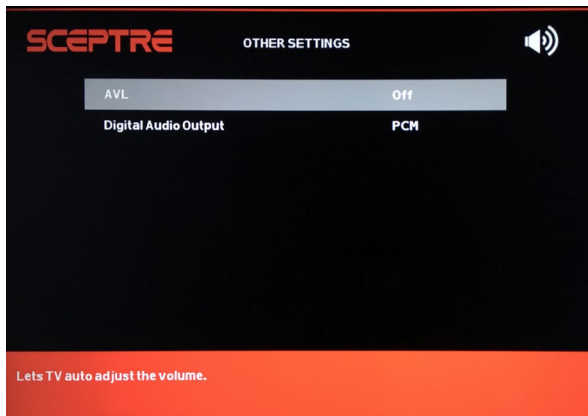 SCEPTRE
OTHER SETTINGS
AVL Off
Digital Audio Output PCM
Lets TV auto adjust the volume.